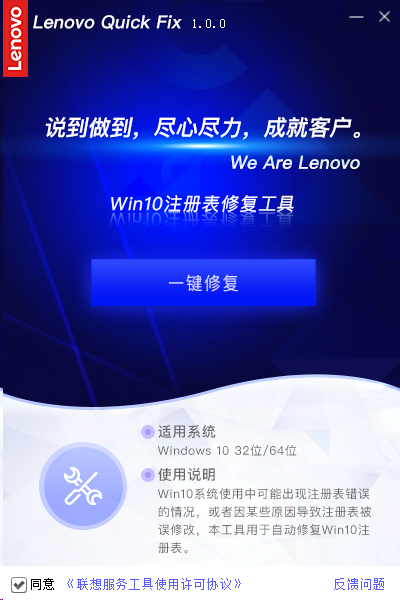 Lenovo
Lenovo Quick Fix 1.0.0
说到做到，尽心尽力，成就客户。
We Are Lenovo
Win10注册表修复工具
一键修复
适用系统
Windows 10 32位/64位
使用说明
Win10系统使用中可能出现注册表错误
的情况，或者因某些原因导致注册表被
误修改，本工具用于自动修复Win10注
册表。
同意 《联想服务工具使用许可协议》 反馈问题